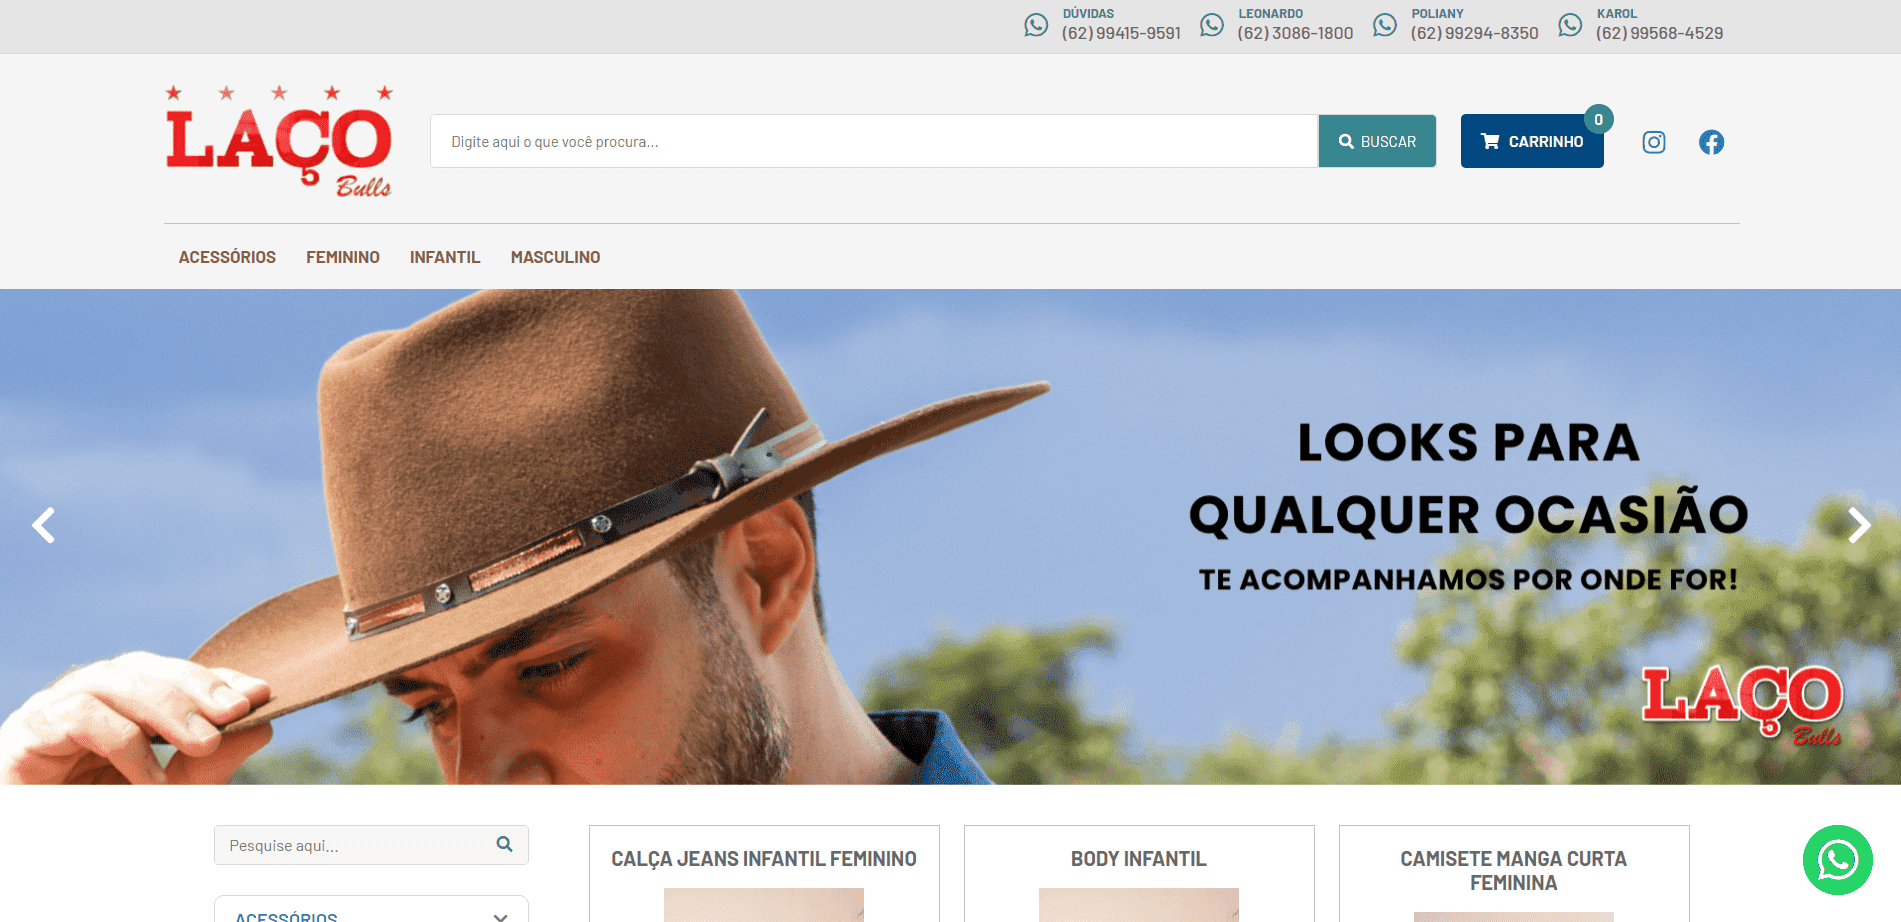 DÚVIDAS
(62) 99415-9591
LEONARDO
(62) 3086-1800
POLIANY
(62) 99294-8350
KAROL
(62) 99568-4529
LAÇO
Bulls
Digite aqui o que você procura...
BUSCAR
CARRINHO
0
ACESSÓRIOS
FEMININO
INFANTIL
MASCULINO
LOOKS PARA
QUALQUER OCASIÃO
TE ACOMPANHAMOS POR ONDE FOR!
LAÇO
Bulls
Pesquise aqui...
ACESSÓRIOS
CALÇA JEANS INFANTIL FEMININO
BODY INFANTIL
CAMISETE MANGA CURTA
FEMININA